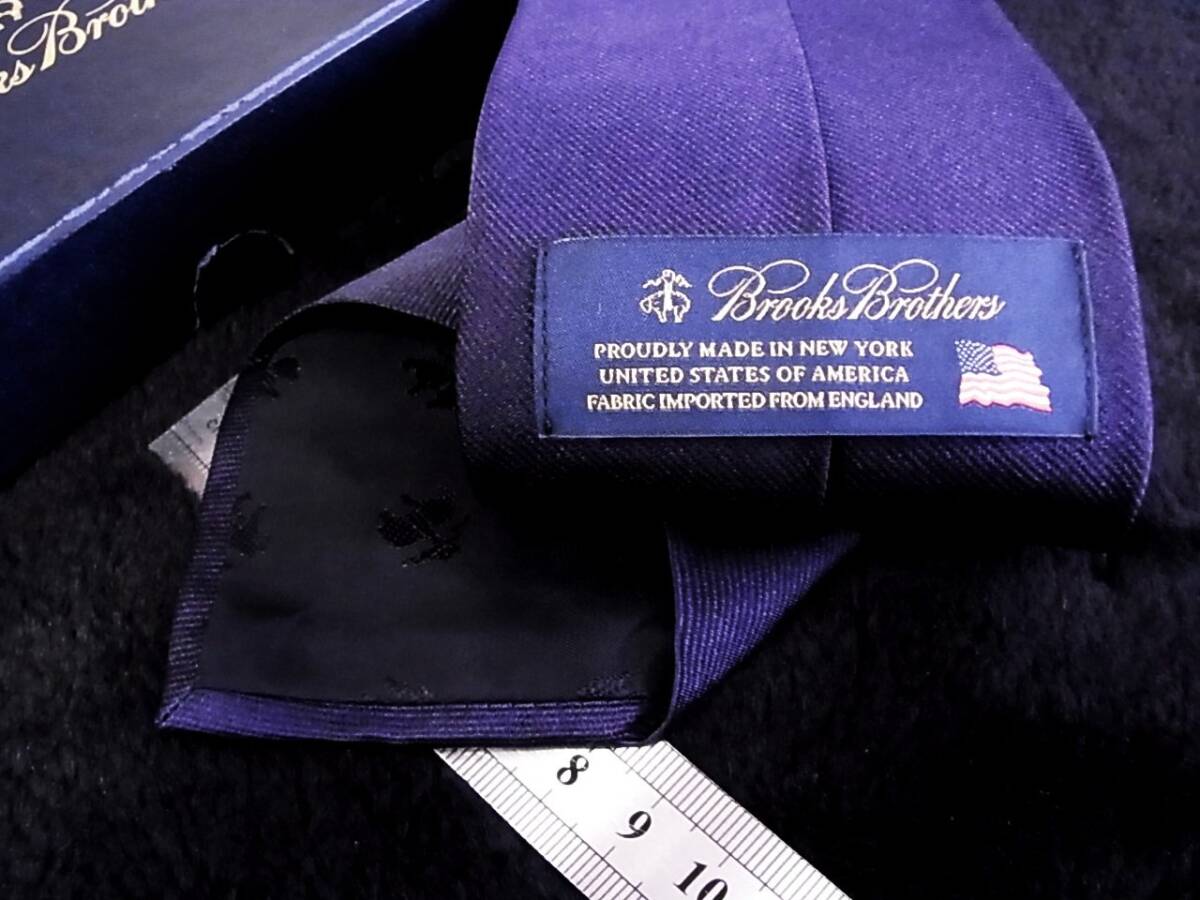 Brooks Brothers
PROUDLY MADE IN NEW YORK
UNITED STATES OF AMERICA
FABRIC IMPORTED FROM ENGLAND
8
9
10